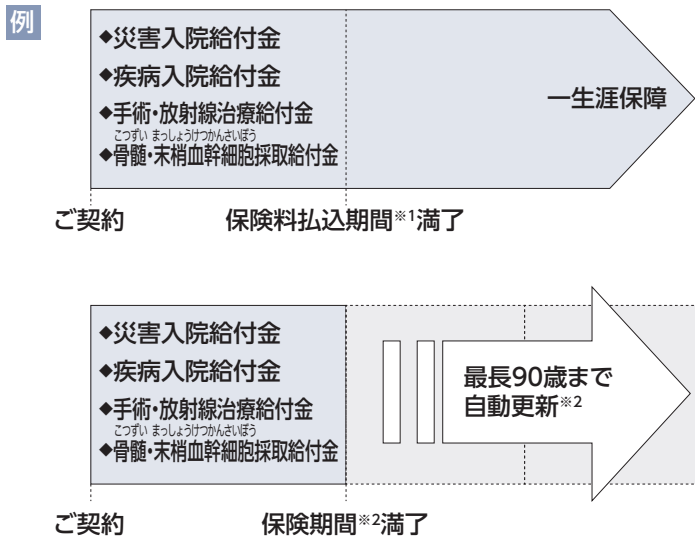 例
◆災害入院給付金
◆疾病入院給付金
◆手術・放射線治療給付金
こつずい まっしょうけつかんさいぼう
◆骨髄・末梢血幹細胞採取給付金
一生涯保障
ご契約
保険料払込期間※1満了
◆災害入院給付金
◆疾病入院給付金
◆手術・放射線治療給付金
こつずい まっしょうけつかんさいぼう
◆骨髄・末梢血幹細胞採取給付金
最長90歳まで
自動更新※2
ご契約
保険期間※2満了